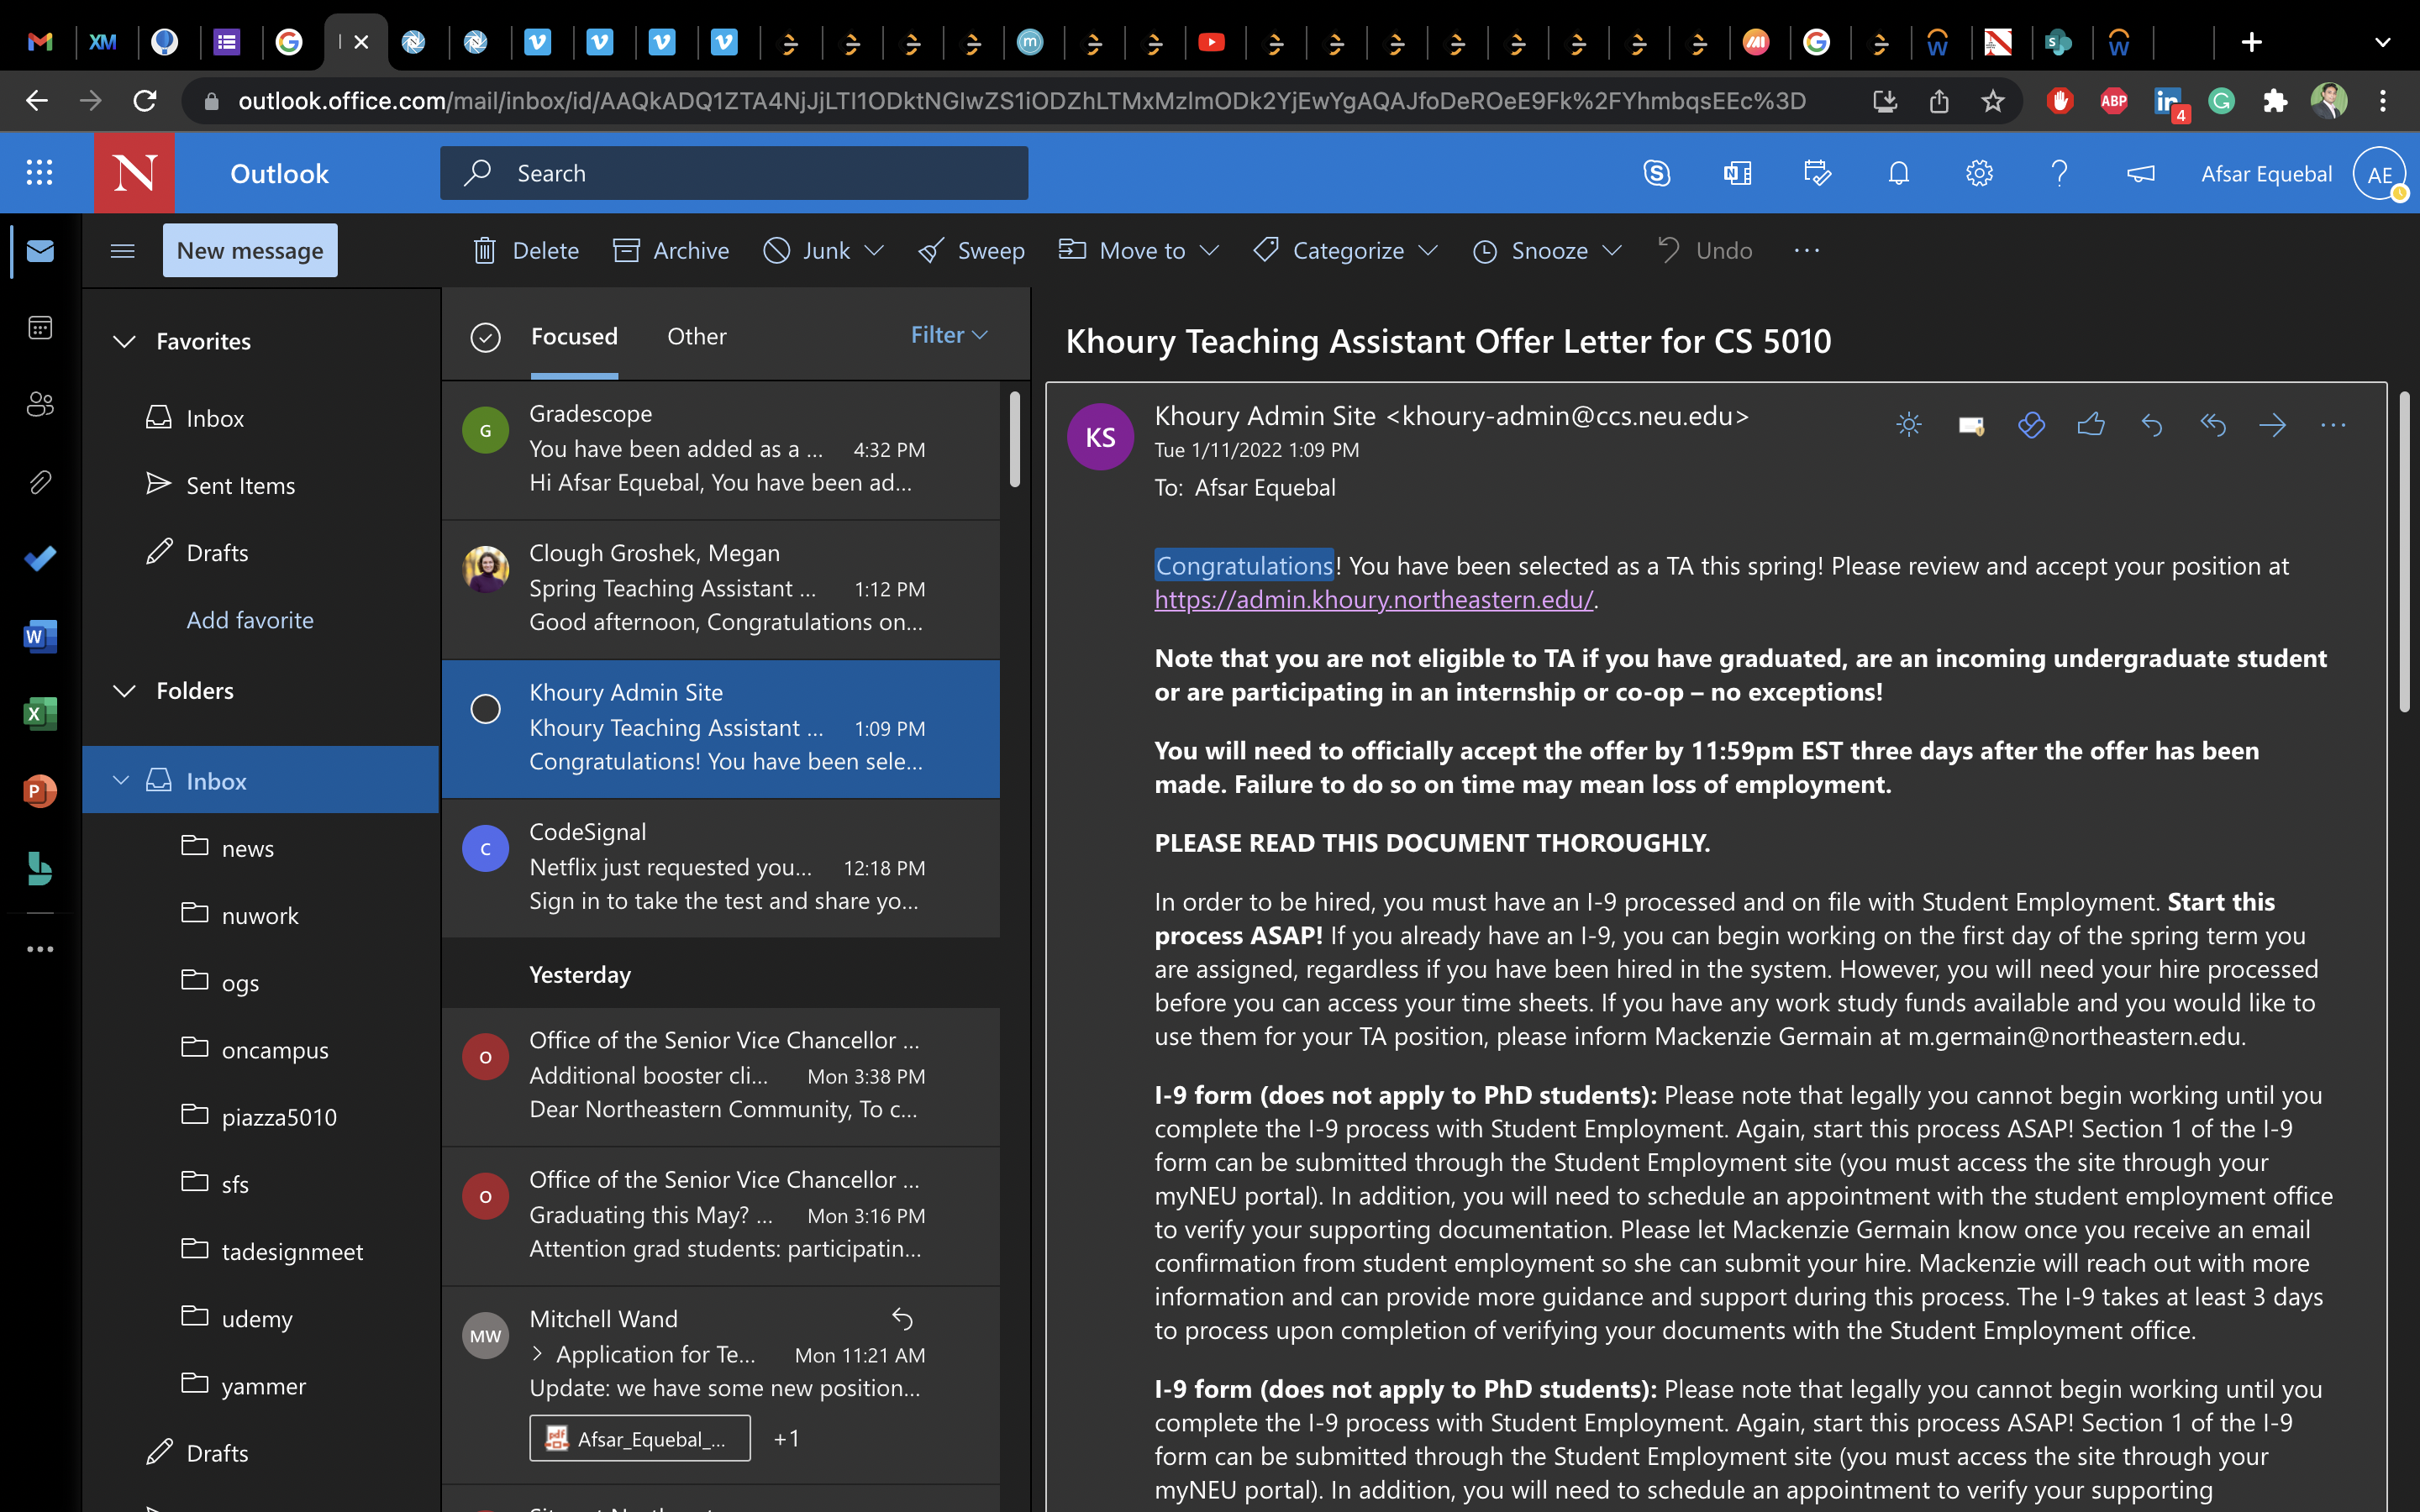 XM
outlook.office.com/mail/inbox/id/AAQkADQ1ZTA4NjJjLTI1ODktNGIwZS1iODZhLTMxMzlmODk2YjEwYgAQAJfoDeROeE9Fk%2FYhmbqsEEc%3D
ABP
4
N
Outlook
Search
Afsar Equebal
AE
New message
Delete
Archive
Junk
Sweep
Move to
Categorize
Snooze
Undo
Favorites
Inbox
Sent Items
Drafts
Add favorite
Folders
Inbox
news
nuwork
ogs
oncampus
piazza5010
sfs
tadesignmeet
udemy
yammer
Drafts
Focused
Other
Filter
G
Gradescope
You have been added as a ... 4:32 PM
Hi Afsar Equebal, You have been ad...
Clough Groshek, Megan
Spring Teaching Assistant ... 1:12 PM
Good afternoon, Congratulations on...
Khoury Admin Site
Khoury Teaching Assistant ... 1:09 PM
Congratulations! You have been sele...
C
CodeSignal
Netflix just requested you... 12:18 PM
Sign in to take the test and share yo...
Yesterday
O
Office of the Senior Vice Chancellor ...
Additional booster cli... Mon 3:38 PM
Dear Northeastern Community, To c...
O
Office of the Senior Vice Chancellor ...
Graduating this May? ... Mon 3:16 PM
Attention grad students: participatin...
MW
Mitchell Wand
Application for Te... Mon 11:21 AM
Update: we have some new position...
Afsar_Equebal_... +1
Khoury Teaching Assistant Offer Letter for CS 5010
KS
Khoury Admin Site <khoury-admin@ccs.neu.edu>
Tue 1/11/2022 1:09 PM
To: Afsar Equebal
Congratulations! You have been selected as a TA this spring! Please review and accept your position at
https://admin.khoury.northeastern.edu/.
Note that you are not eligible to TA if you have graduated, are an incoming undergraduate student
or are participating in an internship or co-op – no exceptions!
You will need to officially accept the offer by 11:59pm EST three days after the offer has been
made. Failure to do so on time may mean loss of employment.
PLEASE READ THIS DOCUMENT THOROUGHLY.
In order to be hired, you must have an I-9 processed and on file with Student Employment. Start this
process ASAP! If you already have an I-9, you can begin working on the first day of the spring term you
are assigned, regardless if you have been hired in the system. However, you will need your hire processed
before you can access your time sheets. If you have any work study funds available and you would like to
use them for your TA position, please inform Mackenzie Germain at m.germain@northeastern.edu.
I-9 form (does not apply to PhD students): Please note that legally you cannot begin working until you
complete the I-9 process with Student Employment. Again, start this process ASAP! Section 1 of the I-9
form can be submitted through the Student Employment site (you must access the site through your
myNEU portal). In addition, you will need to schedule an appointment with the student employment office
to verify your supporting documentation. Please let Mackenzie Germain know once you receive an email
confirmation from student employment so she can submit your hire. Mackenzie will reach out with more
information and can provide more guidance and support during this process. The I-9 takes at least 3 days
to process upon completion of verifying your documents with the Student Employment office.
I-9 form (does not apply to PhD students): Please note that legally you cannot begin working until you
complete the I-9 process with Student Employment. Again, start this process ASAP! Section 1 of the I-9
form can be submitted through the Student Employment site (you must access the site through your
myNEU portal). In addition, you will need to schedule an appointment to verify your supporting